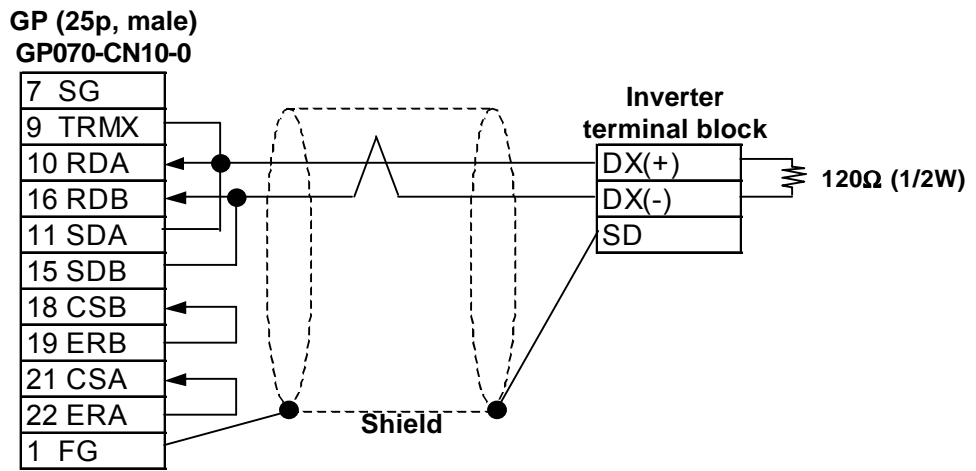 GP (25p, male)
GP070-CN10-0
7 SG
9 TRMX
10 RDA
16 RDB
11 SDA
15 SDB
18 CSB
19 ERB
21 CSA
22 ERA
1 FG
Shield
Inverter
terminal block
DX(+)
DX(-)
SD
120Ω (1/2W)